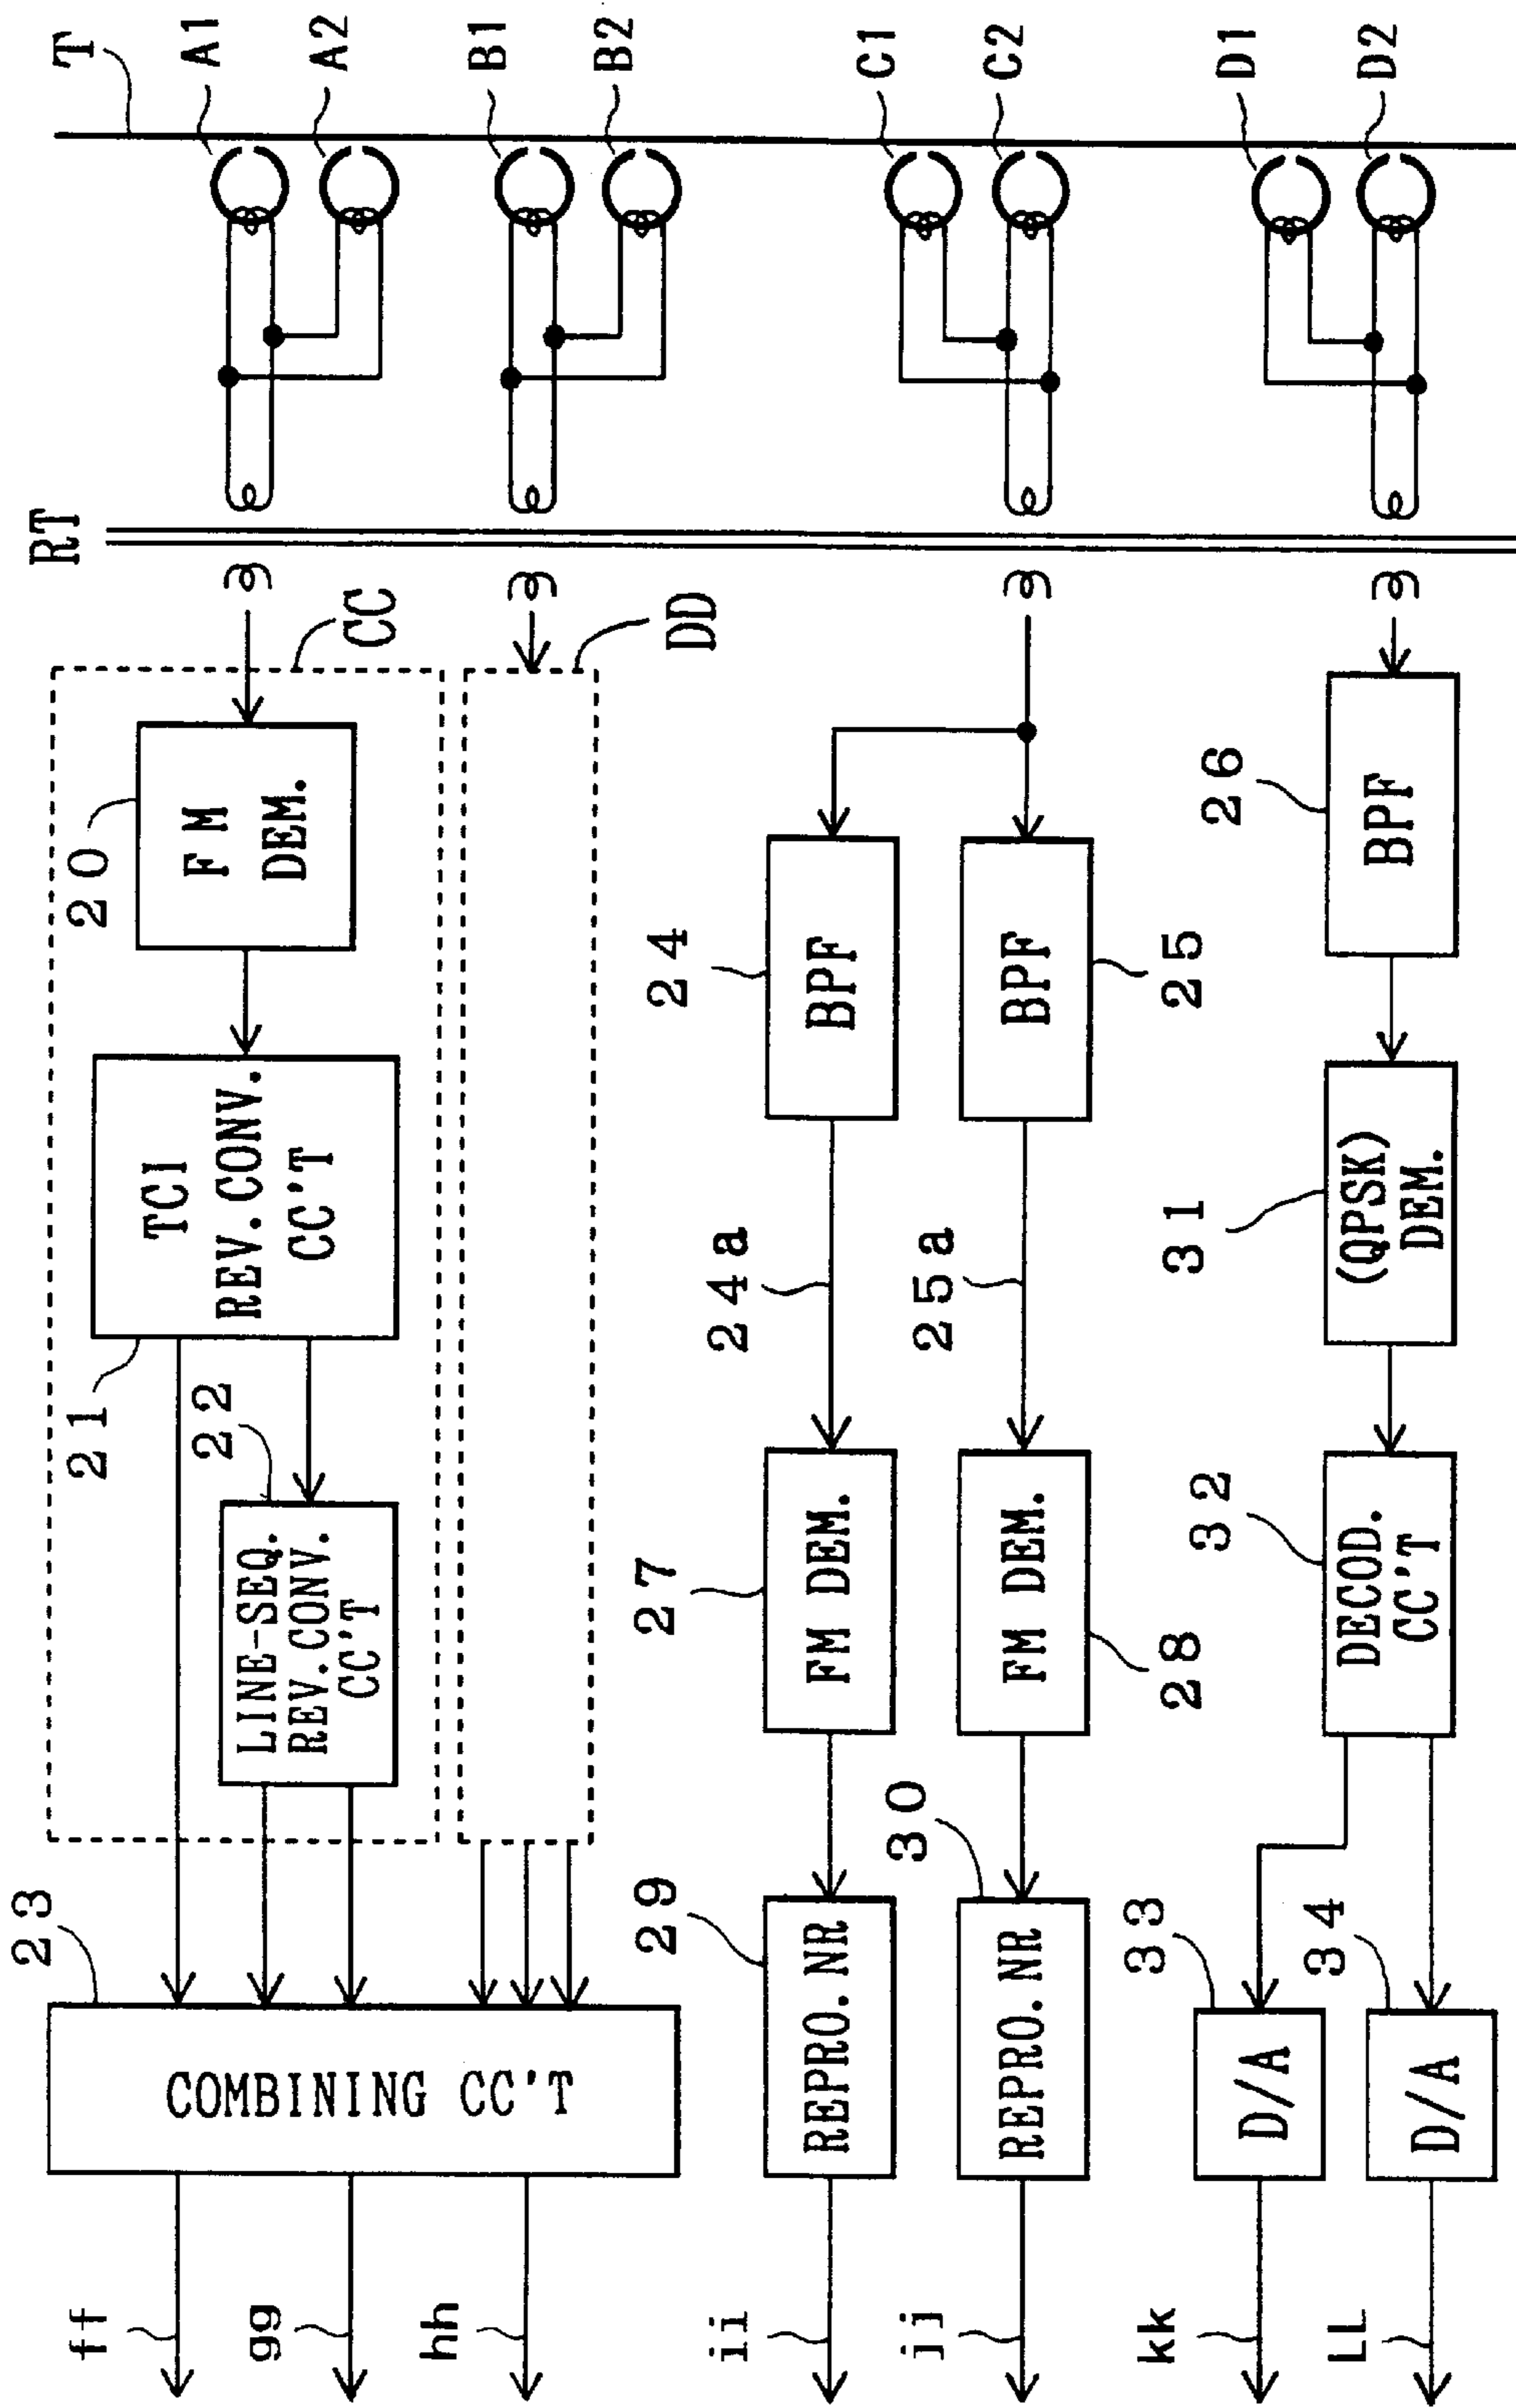 T
A1
A2
B1
B2
C1
C2
D1
D2
RT
CC
DD
20
FM
DEM.
21
TCI
REV.CONV.
CC'T
22
LINE-SEQ.
REV.CONV.
CC'T
23
COMBINING CC'T
ff
gg
hh
24
BPF
24a
27
FM DEM.
29
REPRO.NR
ii
25
BPF
25a
28
FM DEM.
30
REPRO.NR
jj
26
BPF
31
(QPSK)
DEM.
32
DECOD.
CC'T
33
D/A
kk
34
D/A
LL